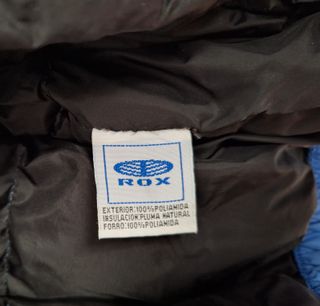 ROX
EXTERIOR:100%POLIAMIDA
INSULACION:PLUMA NATURAL
FORRO:100%POLIAMIDA